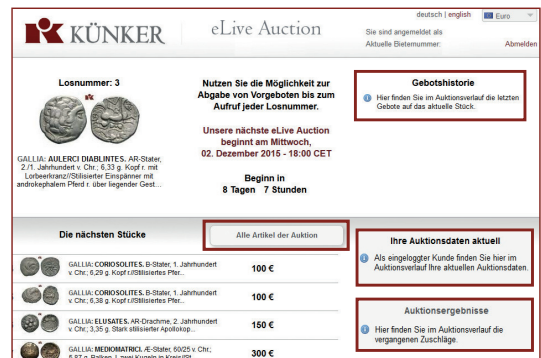 deutsch | english
Euro
KÜNKER
eLive Auction
Sie sind angemeldet als
Aktuelle Bieternummer:
Abmelden
Losnummer: 3
GALLIA: AULERCI DIABLINTES. AR-Stater,
2./1. Jahrhundert v. Chr.; 6,33 g. Kopf r. mit
Lorbeerkranz//Stilisierter Einspänner mit
androkephalem Pferd r. über liegender Gest...
Nutzen Sie die Möglichkeit zur
Abgabe von Vorgeboten bis zum
Aufruf jeder Losnummer.
Unsere nächste eLive Auction
beginnt am Mittwoch,
02. Dezember 2015 - 18:00 CET
Beginn in
8 Tagen 7 Stunden
Gebotshistorie
Hier finden Sie im Auktionsverlauf die letzten
Gebote auf das aktuelle Stück.
Die nächsten Stücke
Alle Artikel der Auktion
GALLIA: CORIOSOLITES. B-Stater, 1. Jahrhundert
v. Chr.; 6,29 g. Kopf r.//Stilisiertes Pfer...
100 €
GALLIA: CORIOSOLITES. B-Stater, 1. Jahrhundert
v. Chr.; 6,38 g. Kopf r.//Stilisiertes Pfer...
100 €
GALLIA: ELUSATES. AR-Drachme, 2. Jahrhundert
v. Chr.; 3,35 g. Stark stilisierter Apollokop...
150 €
GALLIA: MEDIOMATRICI. Æ-Stater, 60/25 v. Chr.;
300 €
Ihre Auktionsdaten aktuell
Als eingeloggter Kunde finden Sie hier im
Auktionsverlauf Ihre aktuellen Auktionsdaten.
Auktionsergebnisse
Hier finden Sie im Auktionsverlauf die
vergangenen Zuschläge.